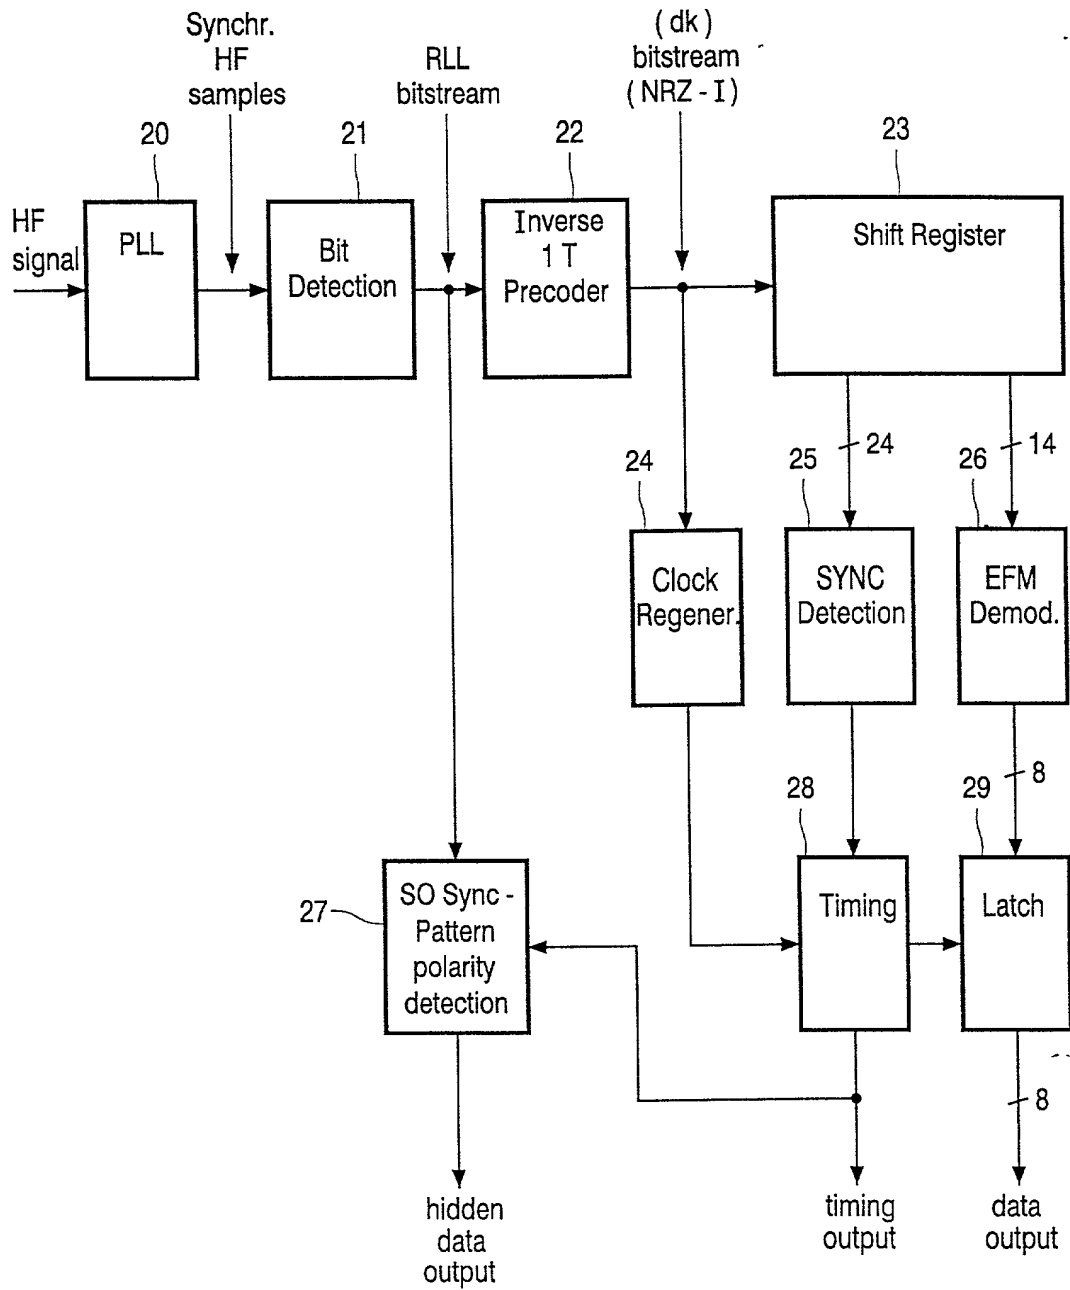 Synchr.
HF
samples
RLL
bitstream
( dk )
bitstream
( NRZ - I )
20
21
22
23
HF
signal
PLL
Bit
Detection
Inverse
1 T
Precoder
Shift Register
24
14
24
25
26
Clock
Regener.
SYNC
Detection
EFM
Demod.
8
28
29
27
SO Sync -
Pattern
polarity
detection
Timing
Latch
8
hidden
data
output
timing
output
data
output